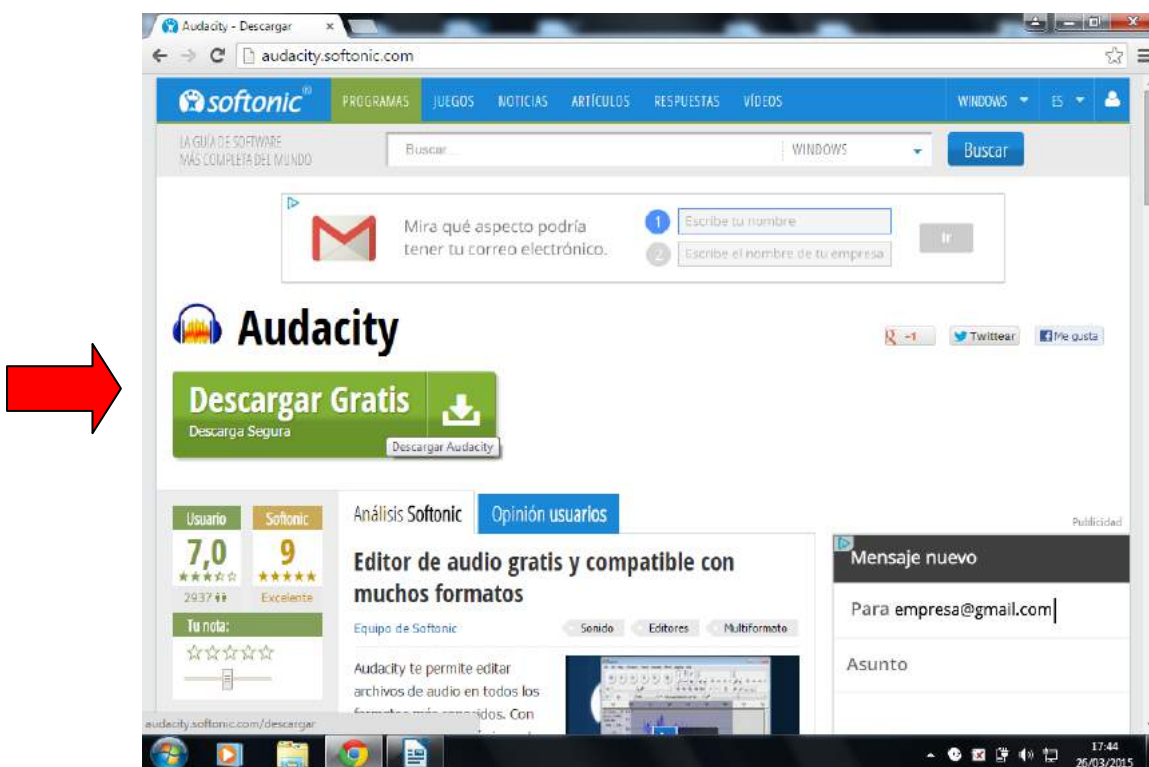 Audacity - Descargar
audacity.softonic.com
softonic
PROGRAMAS JUEGOS NOTICIAS ARTÍCULOS RESPUESTAS VÍDEOS WINDOWS ES
LA GUÍA DE SOFTWARE
MÁS COMPLETA DEL MUNDO
Buscar...
WINDOWS
Buscar
Mira qué aspecto podría
tener tu correo electrónico.
1 Escribe tu nombre
2 Escribe el nombre de tu empresa
Ir
Audacity
-1
Twittear
Me gusta
Descargar Gratis
Descarga Segura
Descargar Audacity
Usuario
7,0
2937
Softonic
9
Excelente
Tu nota:
Análisis Softonic
Opinión usuarios
Editor de audio gratis y compatible con
muchos formatos
Equipo de Softonic
Sonido Editores Multiformato
Audacity te permite editar
archivos de audio en todos los
formatos más conocidos. Con
Publicidad
Mensaje nuevo
Para empresa@gmail.com
Asunto
audacity.softonic.com/descargar
17:44
26/03/2015